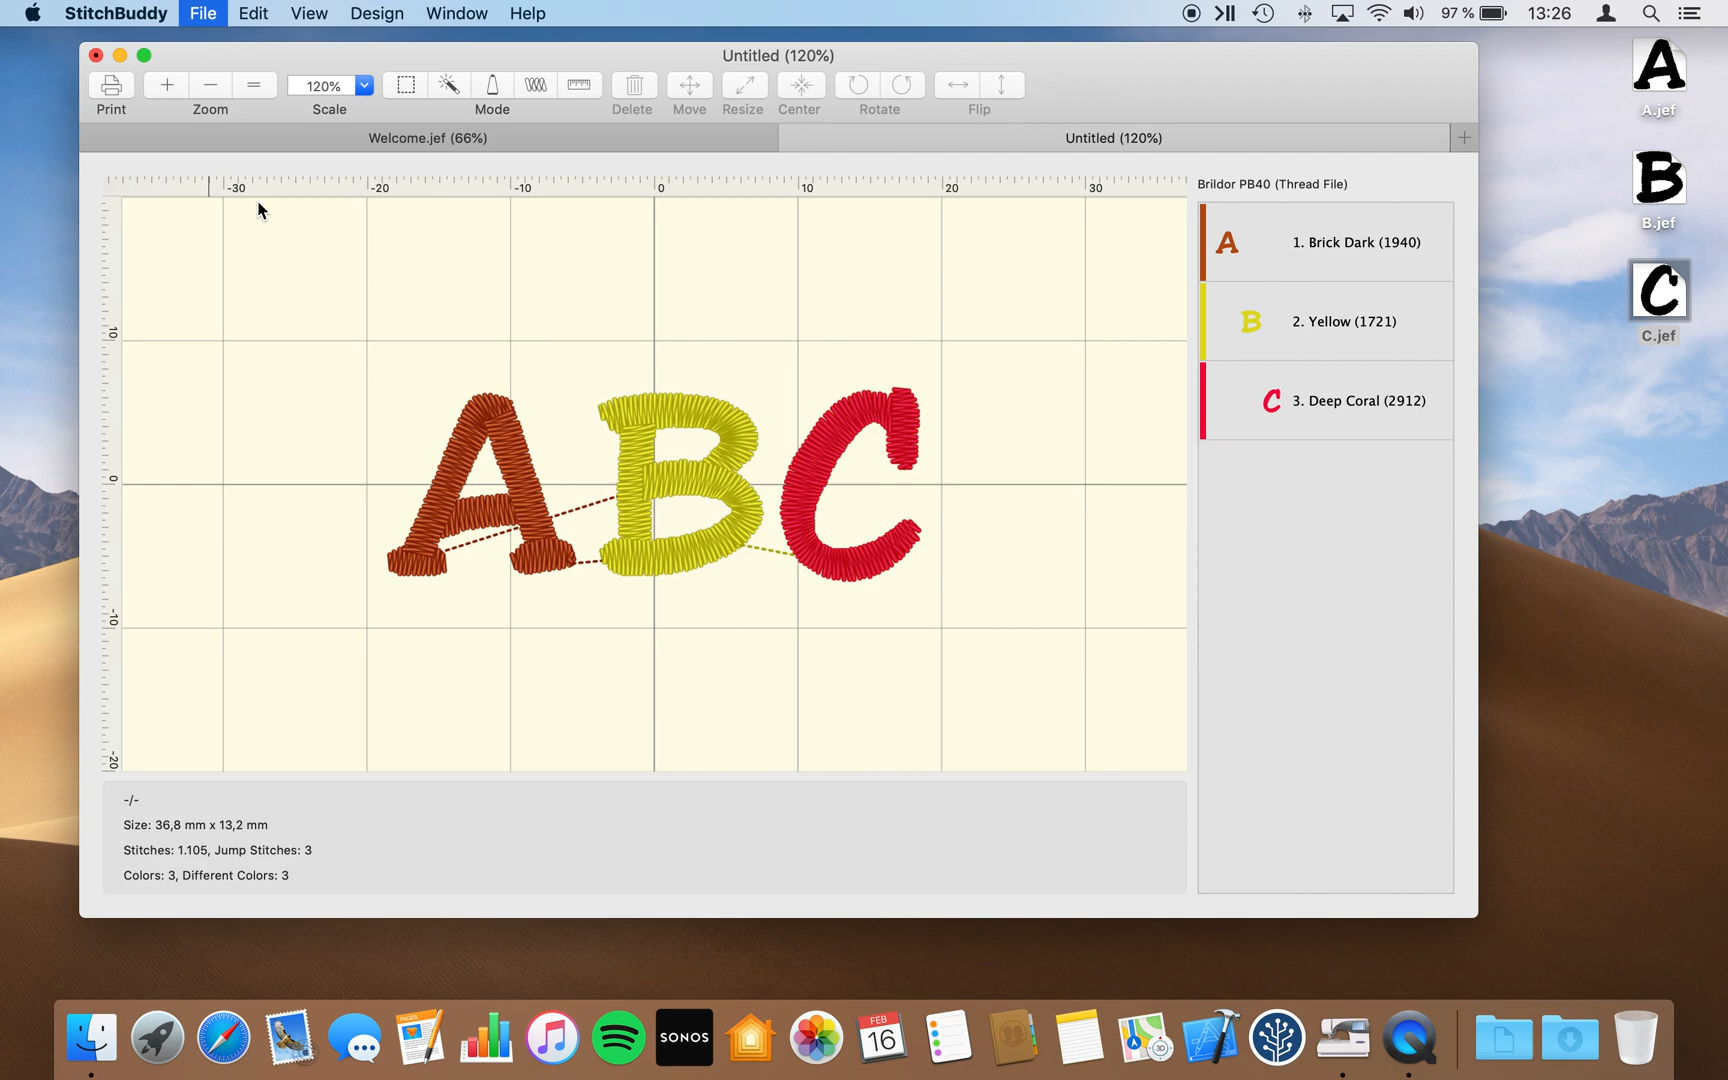 StitchBuddy File Edit View Design Window Help 97 % 13:26
Untitled (120%)
120%
Print Zoom Scale Mode Delete Move Resize Center Rotate Flip
Welcome.jef (66%) Untitled (120%)
-30 -20 -10 0 10 20 30
10
0
-10
-20
ABC
Brildor PB40 (Thread File)
A 1. Brick Dark (1940)
B 2. Yellow (1721)
C 3. Deep Coral (2912)
-/-
Size: 36,8 mm x 13,2 mm
Stitches: 1.105, Jump Stitches: 3
Colors: 3, Different Colors: 3
A
A.jef
B
B.jef
C
C.jef
PAGES
SONOS
FEB
16
3D